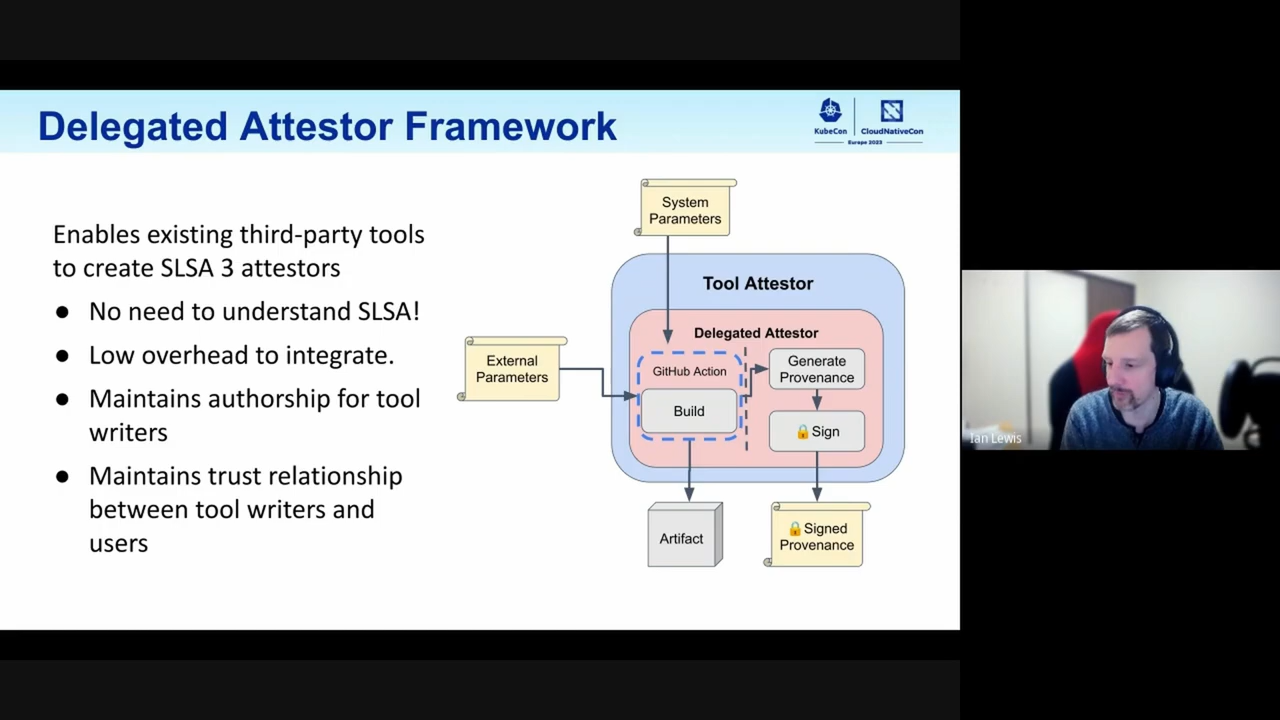 Delegated Attestor Framework
KubeCon
CloudNativeCon
Europe 2023
Enables existing third-party tools
to create SLSA 3 attestors
● No need to understand SLSA!
● Low overhead to integrate.
● Maintains authorship for tool
writers
● Maintains trust relationship
between tool writers and
users
System
Parameters
Tool Attestor
Delegated Attestor
External
Parameters
GitHub Action
Build
Generate
Provenance
🔒Sign
Artifact
🔒Signed
Provenance
Ian Lewis